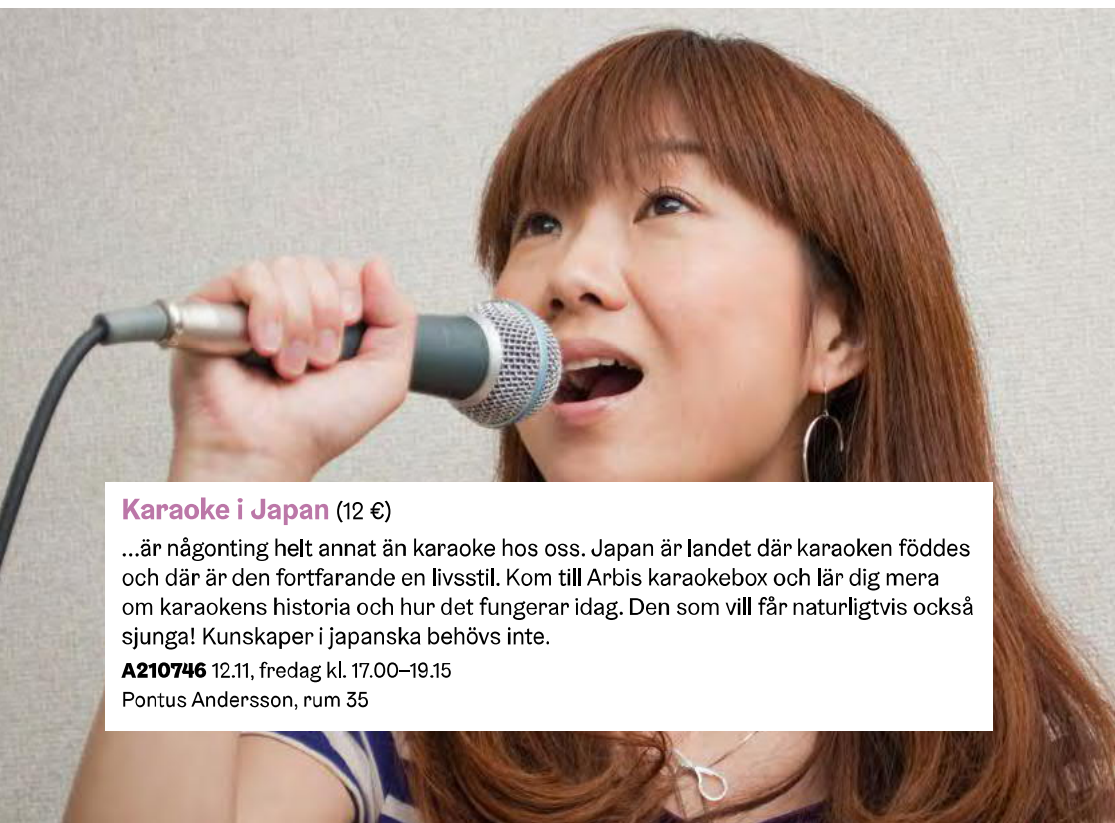 Karaoke i Japan (12 €)
...är någonting helt annat än karaoke hos oss. Japan är landet där karaoken föddes
och där är den fortfarande en livsstil. Kom till Arbis karaokebox och lär dig mera
om karaokens historia och hur det fungerar idag. Den som vill får naturligtvis också
sjunga! Kunskaper i japanska behövs inte.
A210746 12.11, fredag kl. 17.00–19.15
Pontus Andersson, rum 35